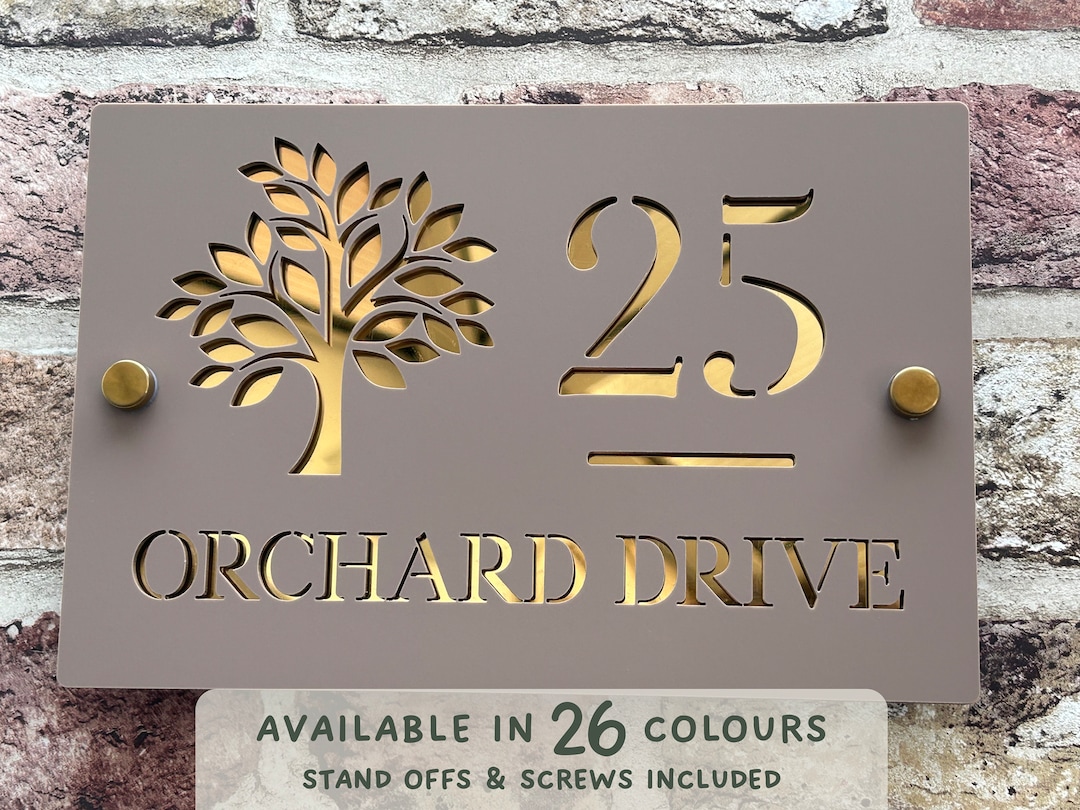 25
ORCHARD DRIVE
AVAILABLE IN 26 COLOURS
STAND OFFS & SCREWS INCLUDED